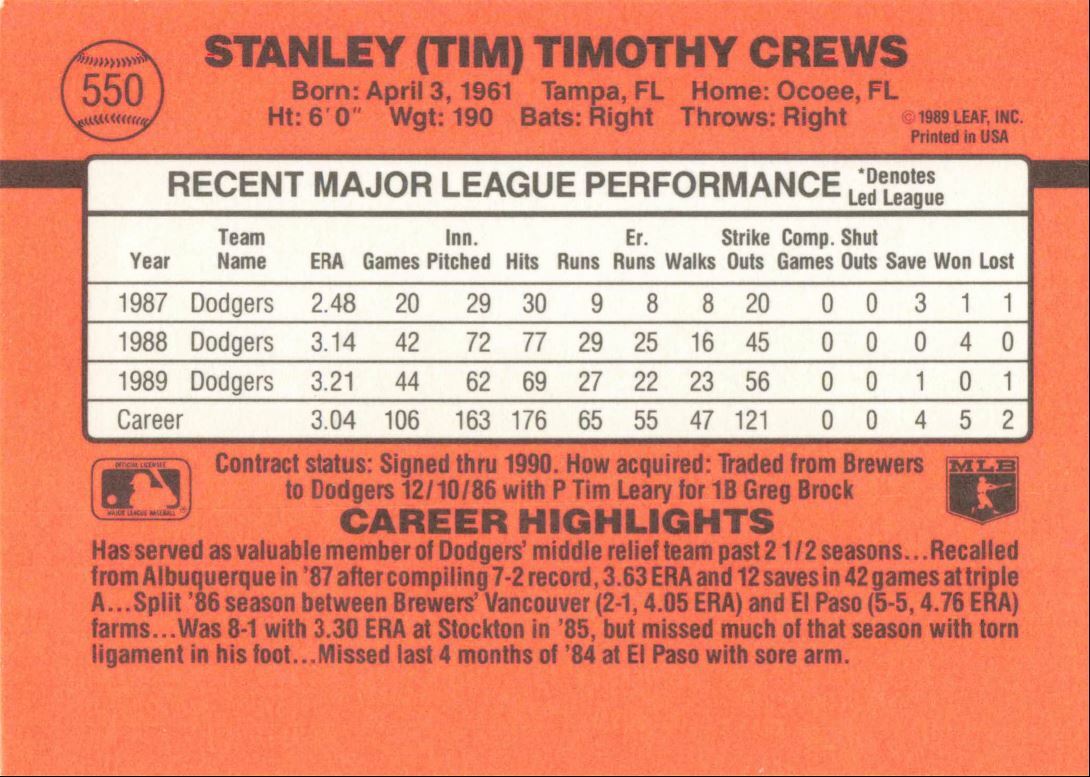 550
STANLEY (TIM) TIMOTHY CREWS
Born: April 3, 1961 Tampa, FL Home: Ocoee, FL
Ht: 6'0" Wgt: 190 Bats: Right Throws: Right
© 1989 LEAF, INC.
Printed in USA
RECENT MAJOR LEAGUE PERFORMANCE *Denotes Led League
Year Team Name ERA Games Inn. Pitched Hits Runs Er. Runs Walks Strike Outs Comp. Games Shut Outs Save Won Lost
1987 Dodgers 2.48 20 29 30 9 8 8 20 0 0 3 1 1
1988 Dodgers 3.14 42 72 77 29 25 16 45 0 0 0 4 0
1989 Dodgers 3.21 44 62 69 27 22 23 56 0 0 1 0 1
Career 3.04 106 163 176 65 55 47 121 0 0 4 5 2
OFFICIAL LICENSEE
MAJOR LEAGUE BASEBALL
Contract status: Signed thru 1990. How acquired: Traded from Brewers
to Dodgers 12/10/86 with P Tim Leary for 1B Greg Brock
MLB
CAREER HIGHLIGHTS
Has served as valuable member of Dodgers' middle relief team past 2 1/2 seasons...Recalled
from Albuquerque in '87 after compiling 7-2 record, 3.63 ERA and 12 saves in 42 games at triple
A...Split '86 season between Brewers' Vancouver (2-1, 4.05 ERA) and El Paso (5-5, 4.76 ERA)
farms...Was 8-1 with 3.30 ERA at Stockton in '85, but missed much of that season with torn
ligament in his foot...Missed last 4 months of '84 at El Paso with sore arm.